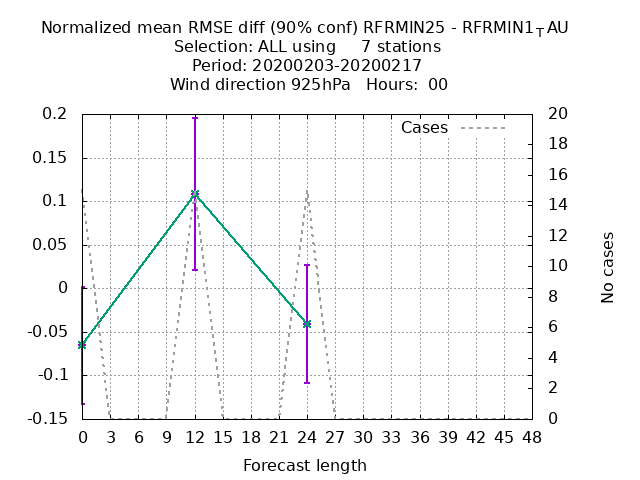 Normalized mean RMSE diff (90% conf) RFRMIN25 - RFRMIN1_TAU
Selection: ALL using     7 stations
Period: 20200203-20200217
Wind direction 925hPa   Hours:  00
Cases
0.2
0.15
0.1
0.05
0
-0.05
-0.1
-0.15
20
18
16
14
12
10
8
6
4
2
0
No cases
0 3 6 9 12 15 18 21 24 27 30 33 36 39 42 45 48
Forecast length